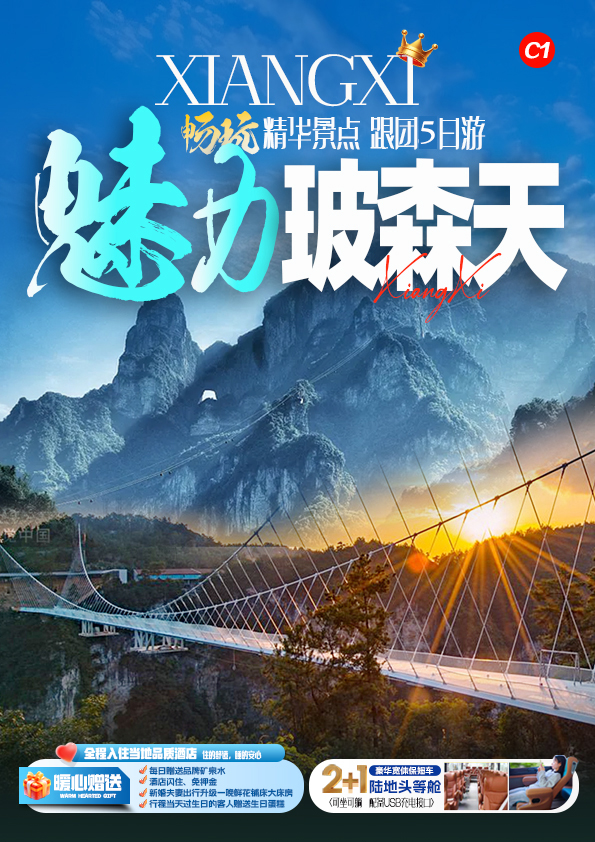 XIANGXI
C1
畅玩精华景点 跟团5日游
魅力玻森天
XiangXi
中国
全程入住当地品质酒店 住的舒适，睡的安心
暖心赠送
WARM HEARTED GIFT
每日赠送品牌矿泉水
酒店闪住、免押金
新婚夫妻出行升级一晚鲜花铺床大床房
行程当天过生日的客人赠送生日蛋糕
2+1
豪华宽体保姆车
陆地头等舱
（可坐可躺 配备USB充电接口）